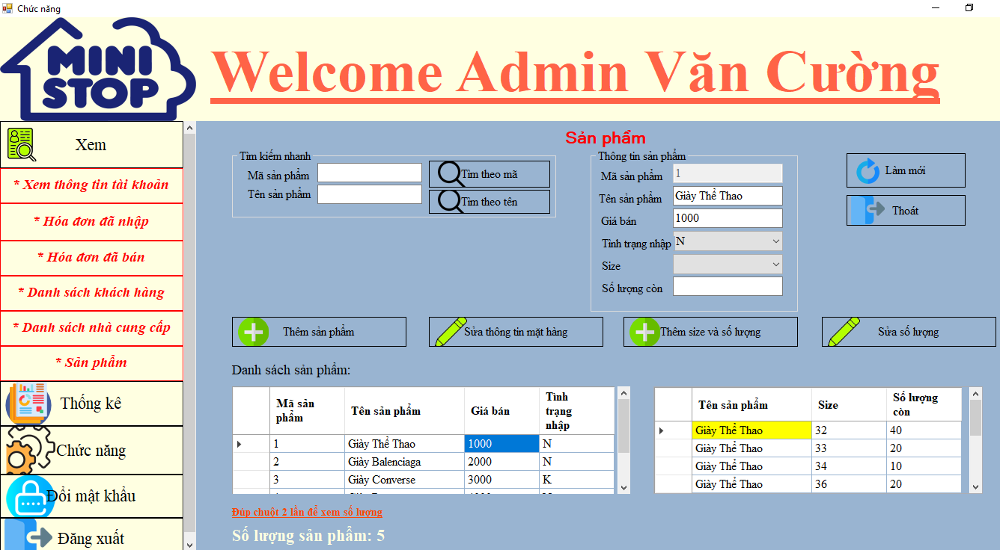 Chức năng
MINI
STOP
Welcome Admin Văn Cường
Xem
* Xem thông tin tài khoản
* Hóa đơn đã nhập
* Hóa đơn đã bán
* Danh sách khách hàng
* Danh sách nhà cung cấp
* Sản phẩm
Thống kê
Chức năng
Đổi mật khẩu
Đăng xuất
Sản phẩm
Tìm kiếm nhanh
Mã sản phẩm
Tìm theo mã
Tên sản phẩm
Tìm theo tên
Thông tin sản phẩm
Mã sản phẩm 1
Tên sản phẩm Giày Thể Thao
Giá bán 1000
Tình trạng nhập N
Size
Số lượng còn
Làm mới
Thoát
Thêm sản phẩm
Sửa thông tin mặt hàng
Thêm size và số lượng
Sửa số lượng
Danh sách sản phẩm:
Mã sản phẩm Tên sản phẩm Giá bán Tình trạng nhập
1 Giày Thể Thao 1000 N
2 Giày Balenciaga 2000 N
3 Giày Converse 3000 K
Tên sản phẩm Size Số lượng còn
Giày Thể Thao 32 40
Giày Thể Thao 33 20
Giày Thể Thao 34 10
Giày Thể Thao 36 20
Đúp chuột 2 lần để xem số lượng
Số lượng sản phẩm: 5